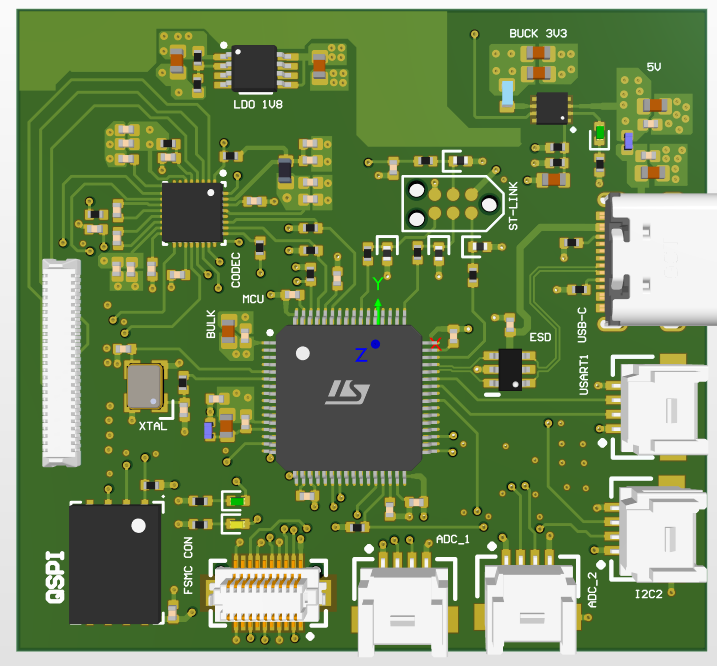 BUCK 3V3
5V
LDO 1V8
ST-LINK
CODEC
MCU
Y
BULK
X
Z
ESD
USB-C
USART1
XTAL
QSPI
FSMC CON
ADC_1
ADC_2
I2C2